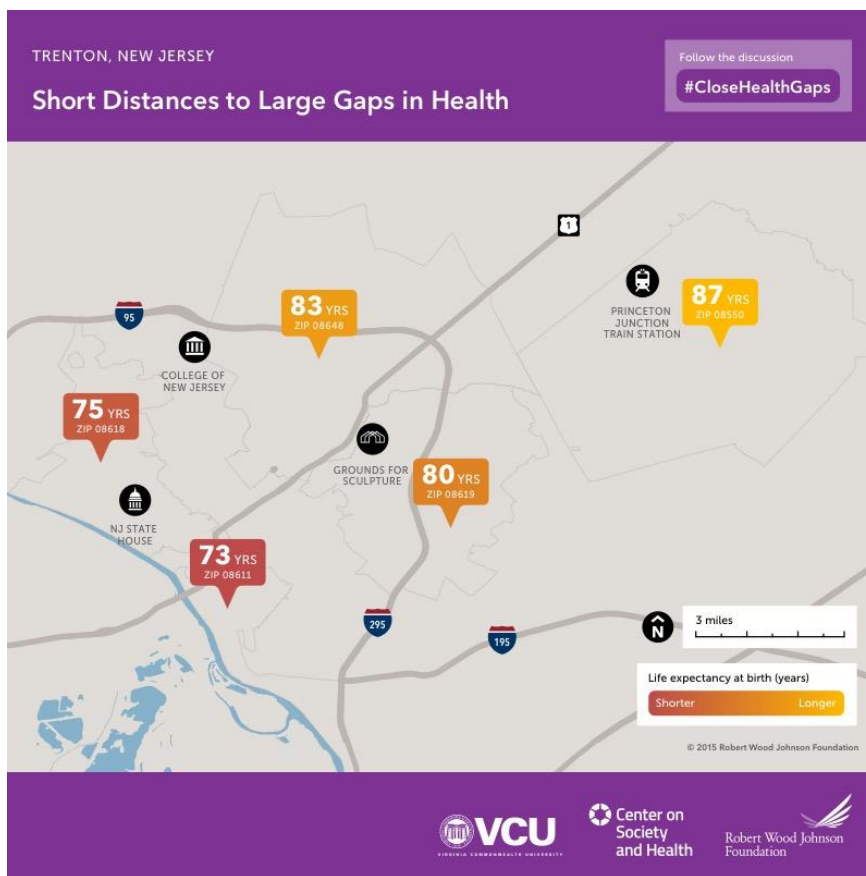 TRENTON, NEW JERSEY
Short Distances to Large Gaps in Health
Follow the discussion
#CloseHealthGaps
1
95
83 YRS
ZIP 08648
PRINCETON
JUNCTION
TRAIN STATION
87 YRS
ZIP 08550
COLLEGE OF
NEW JERSEY
75 YRS
ZIP 08618
GROUNDS FOR
SCULPTURE
80 YRS
ZIP 08619
NJ STATE
HOUSE
73 YRS
ZIP 08611
295
195
N
3 miles
Life expectancy at birth (years)
Shorter Longer
© 2015 Robert Wood Johnson Foundation
VCU
VIRGINIA COMMONWEALTH UNIVERSITY
Center on
Society
and Health
Robert Wood Johnson
Foundation